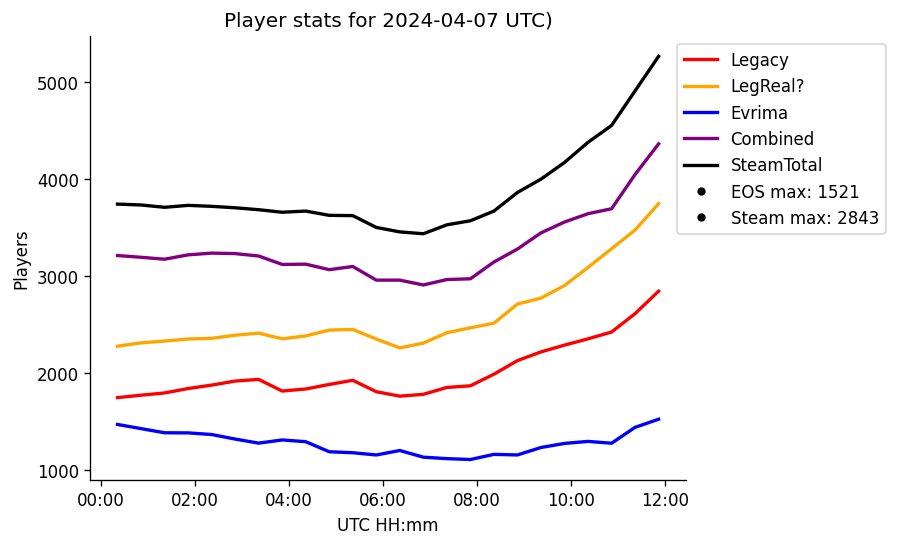 Player stats for 2024-04-07 UTC)
Legacy
LegReal?
Evrima
Combined
SteamTotal
EOS max: 1521
Steam max: 2843
5000
4000
3000
2000
1000
Players
00:00 02:00 04:00 06:00 08:00 10:00 12:00
UTC HH:mm